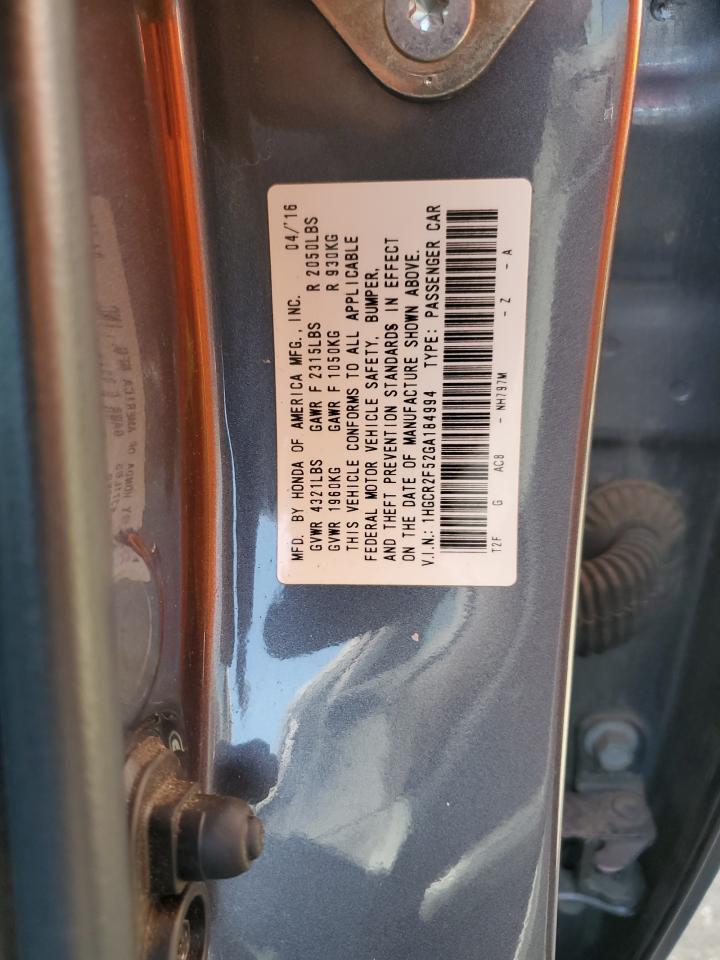 MFD. BY HONDA OF AMERICA MFG., INC. 04/'16
GVWR 4321LBS GAWR F 2315LBS R 2050LBS
GVWR 1960KG GAWR F 1050KG R 930KG
THIS VEHICLE CONFORMS TO ALL APPLICABLE
FEDERAL MOTOR VEHICLE SAFETY, BUMPER,
AND THEFT PREVENTION STANDARDS IN EFFECT
ON THE DATE OF MANUFACTURE SHOWN ABOVE.
V.I.N.: 1HGCR2F52GA184994 TYPE: PASSENGER CAR
T2F G AC8 - NH797M - Z - A